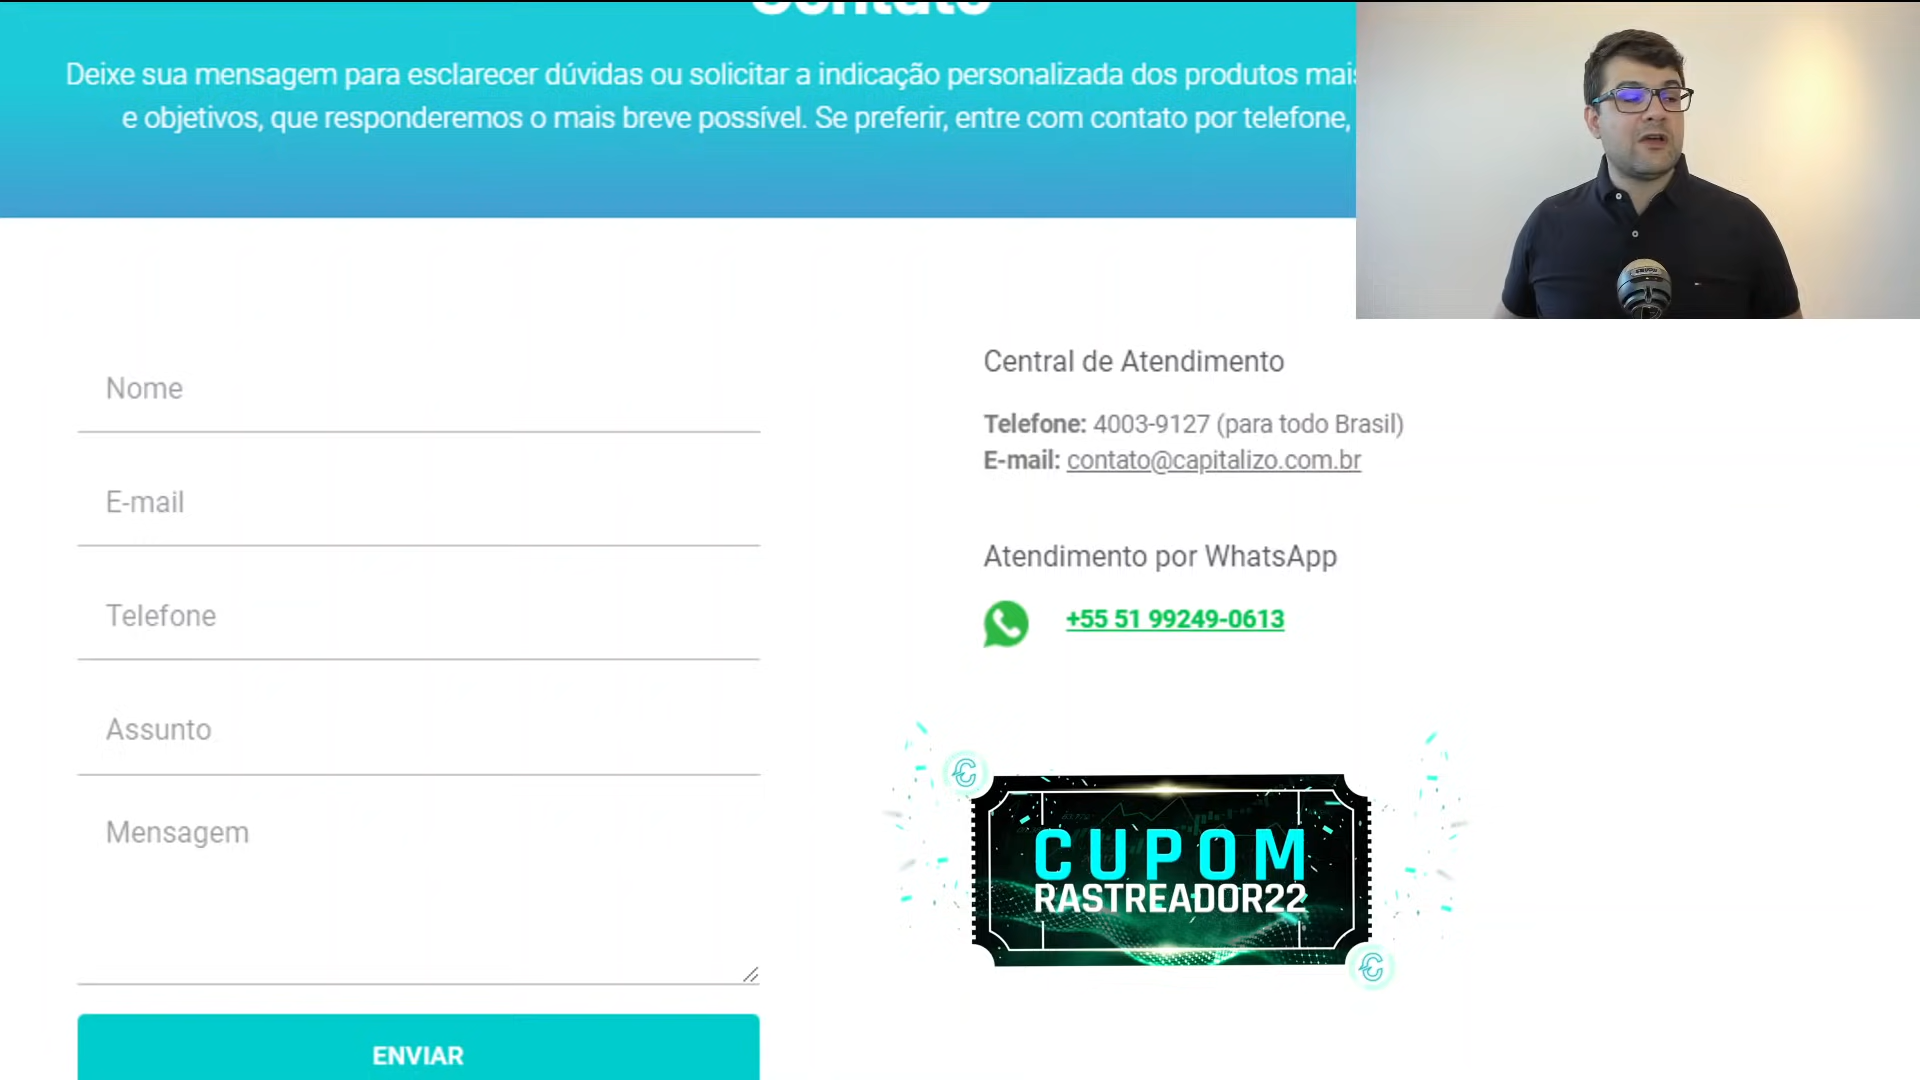 Contato
Deixe sua mensagem para esclarecer dúvidas ou solicitar a indicação personalizada dos produtos mais
e objetivos, que responderemos o mais breve possível. Se preferir, entre com contato por telefone,
Nome
E-mail
Telefone
Assunto
Mensagem
ENVIAR
Central de Atendimento
Telefone: 4003-9127 (para todo Brasil)
E-mail: contato@capitalizo.com.br
Atendimento por WhatsApp
+55 51 99249-0613
CUPOM
RASTREADOR22